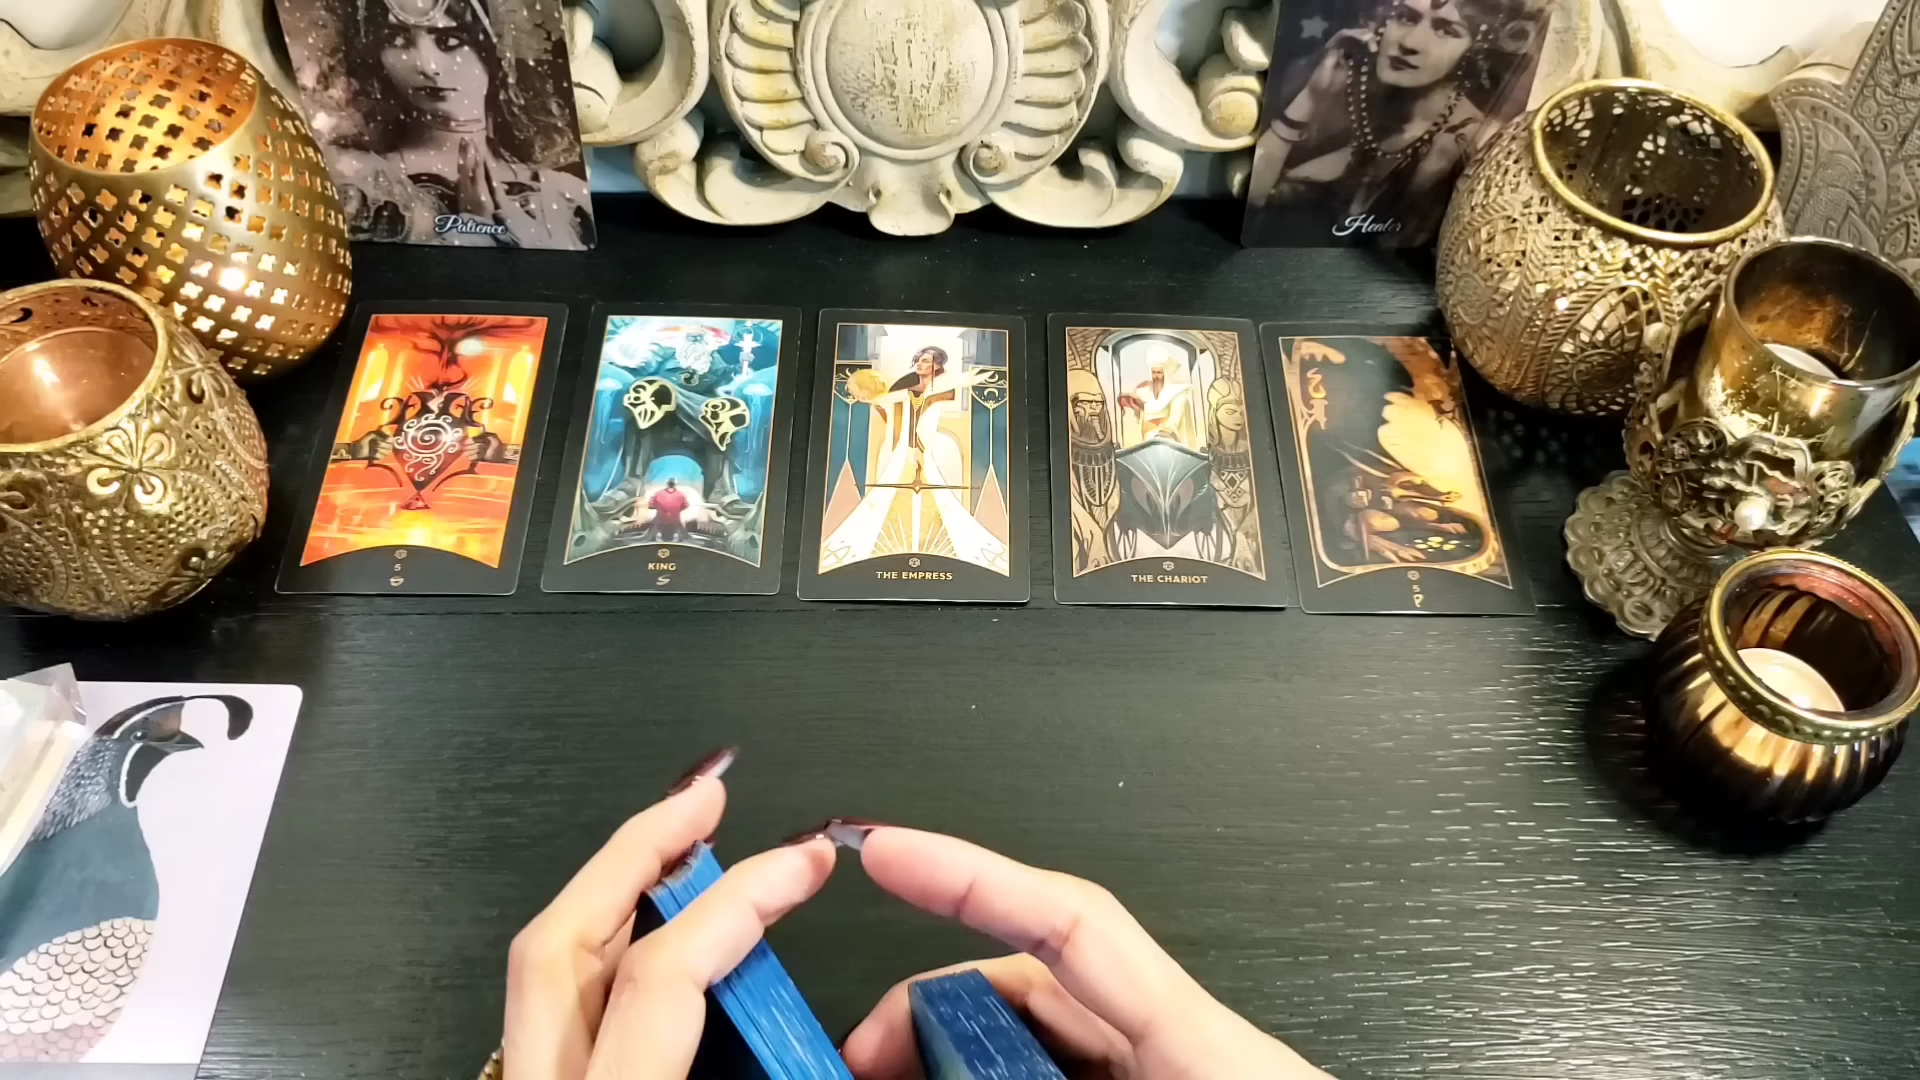 Patience
Healer
5
KING
THE EMPRESS
THE CHARIOT
5